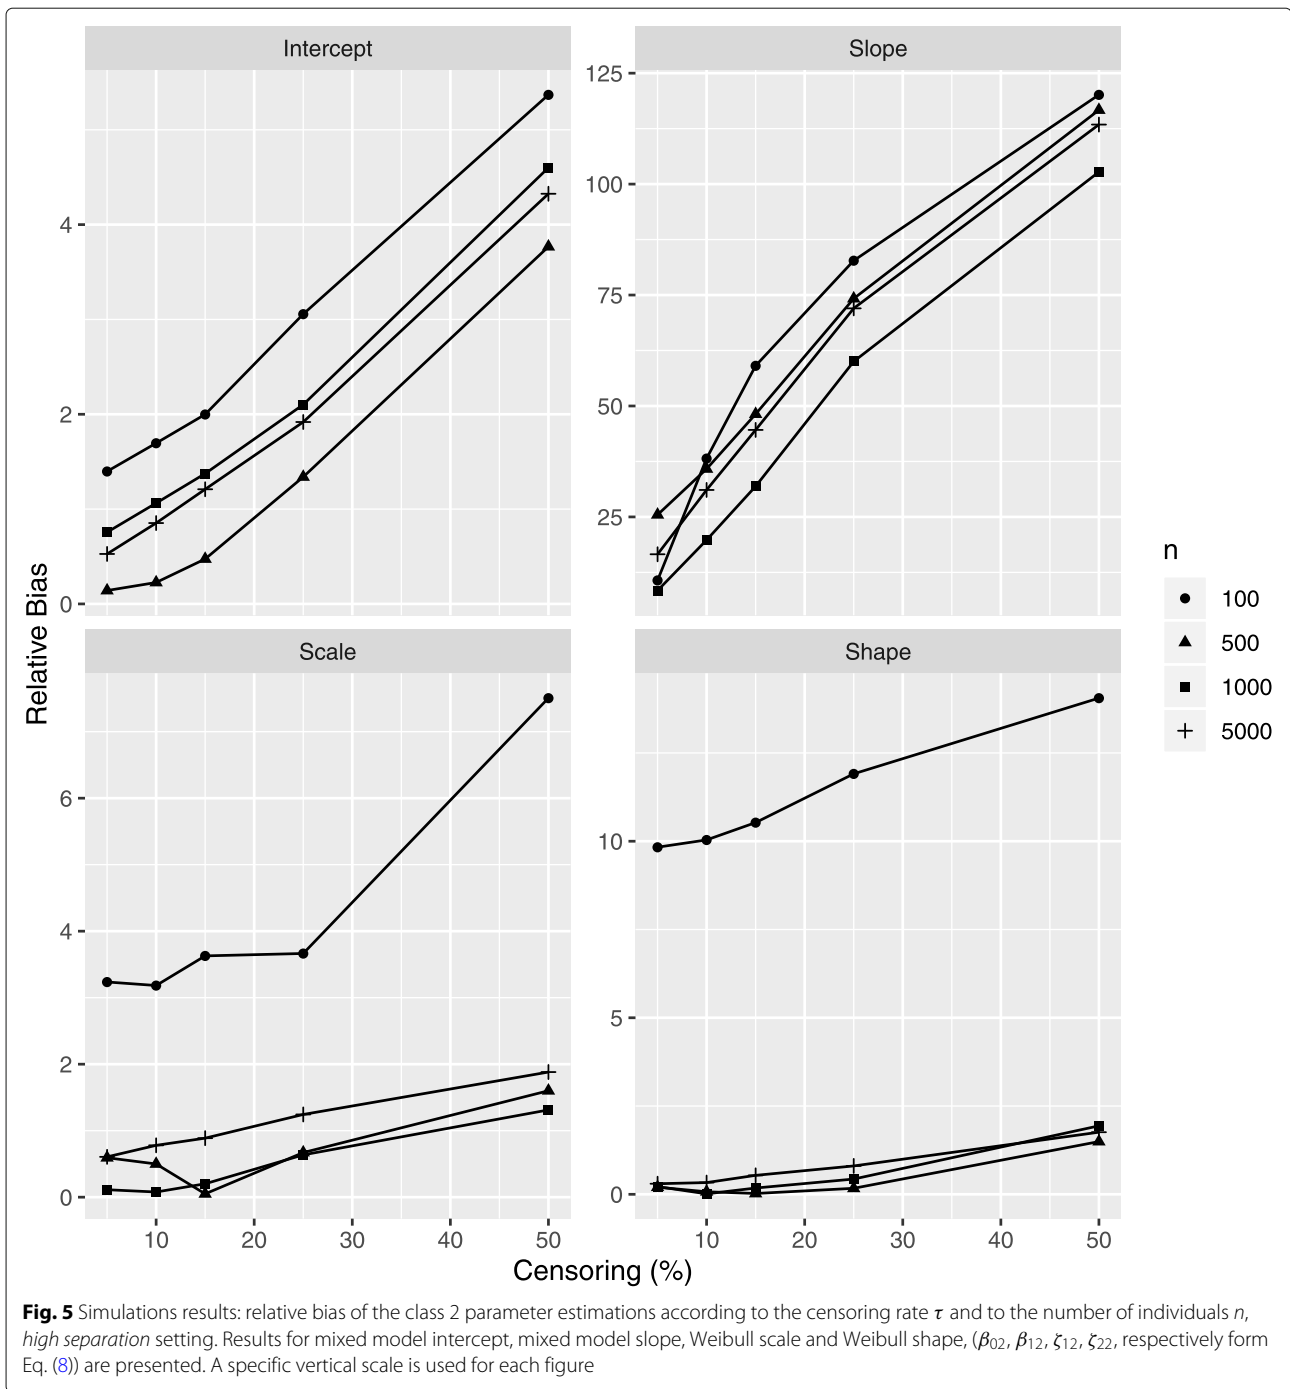 Intercept
Slope
4
2
0
125
100
75
50
25
Relative Bias
Scale
Shape
6
4
2
0
10
5
0
10 20 30 40 50
10 20 30 40 50
Censoring (%)
n
100
500
1000
5000
Fig. 5 Simulations results: relative bias of the class 2 parameter estimations according to the censoring rate τ and to the number of individuals n,
high separation setting. Results for mixed model intercept, mixed model slope, Weibull scale and Weibull shape, (β02, β12, ζ12, ζ22, respectively form
Eq. (8)) are presented. A specific vertical scale is used for each figure